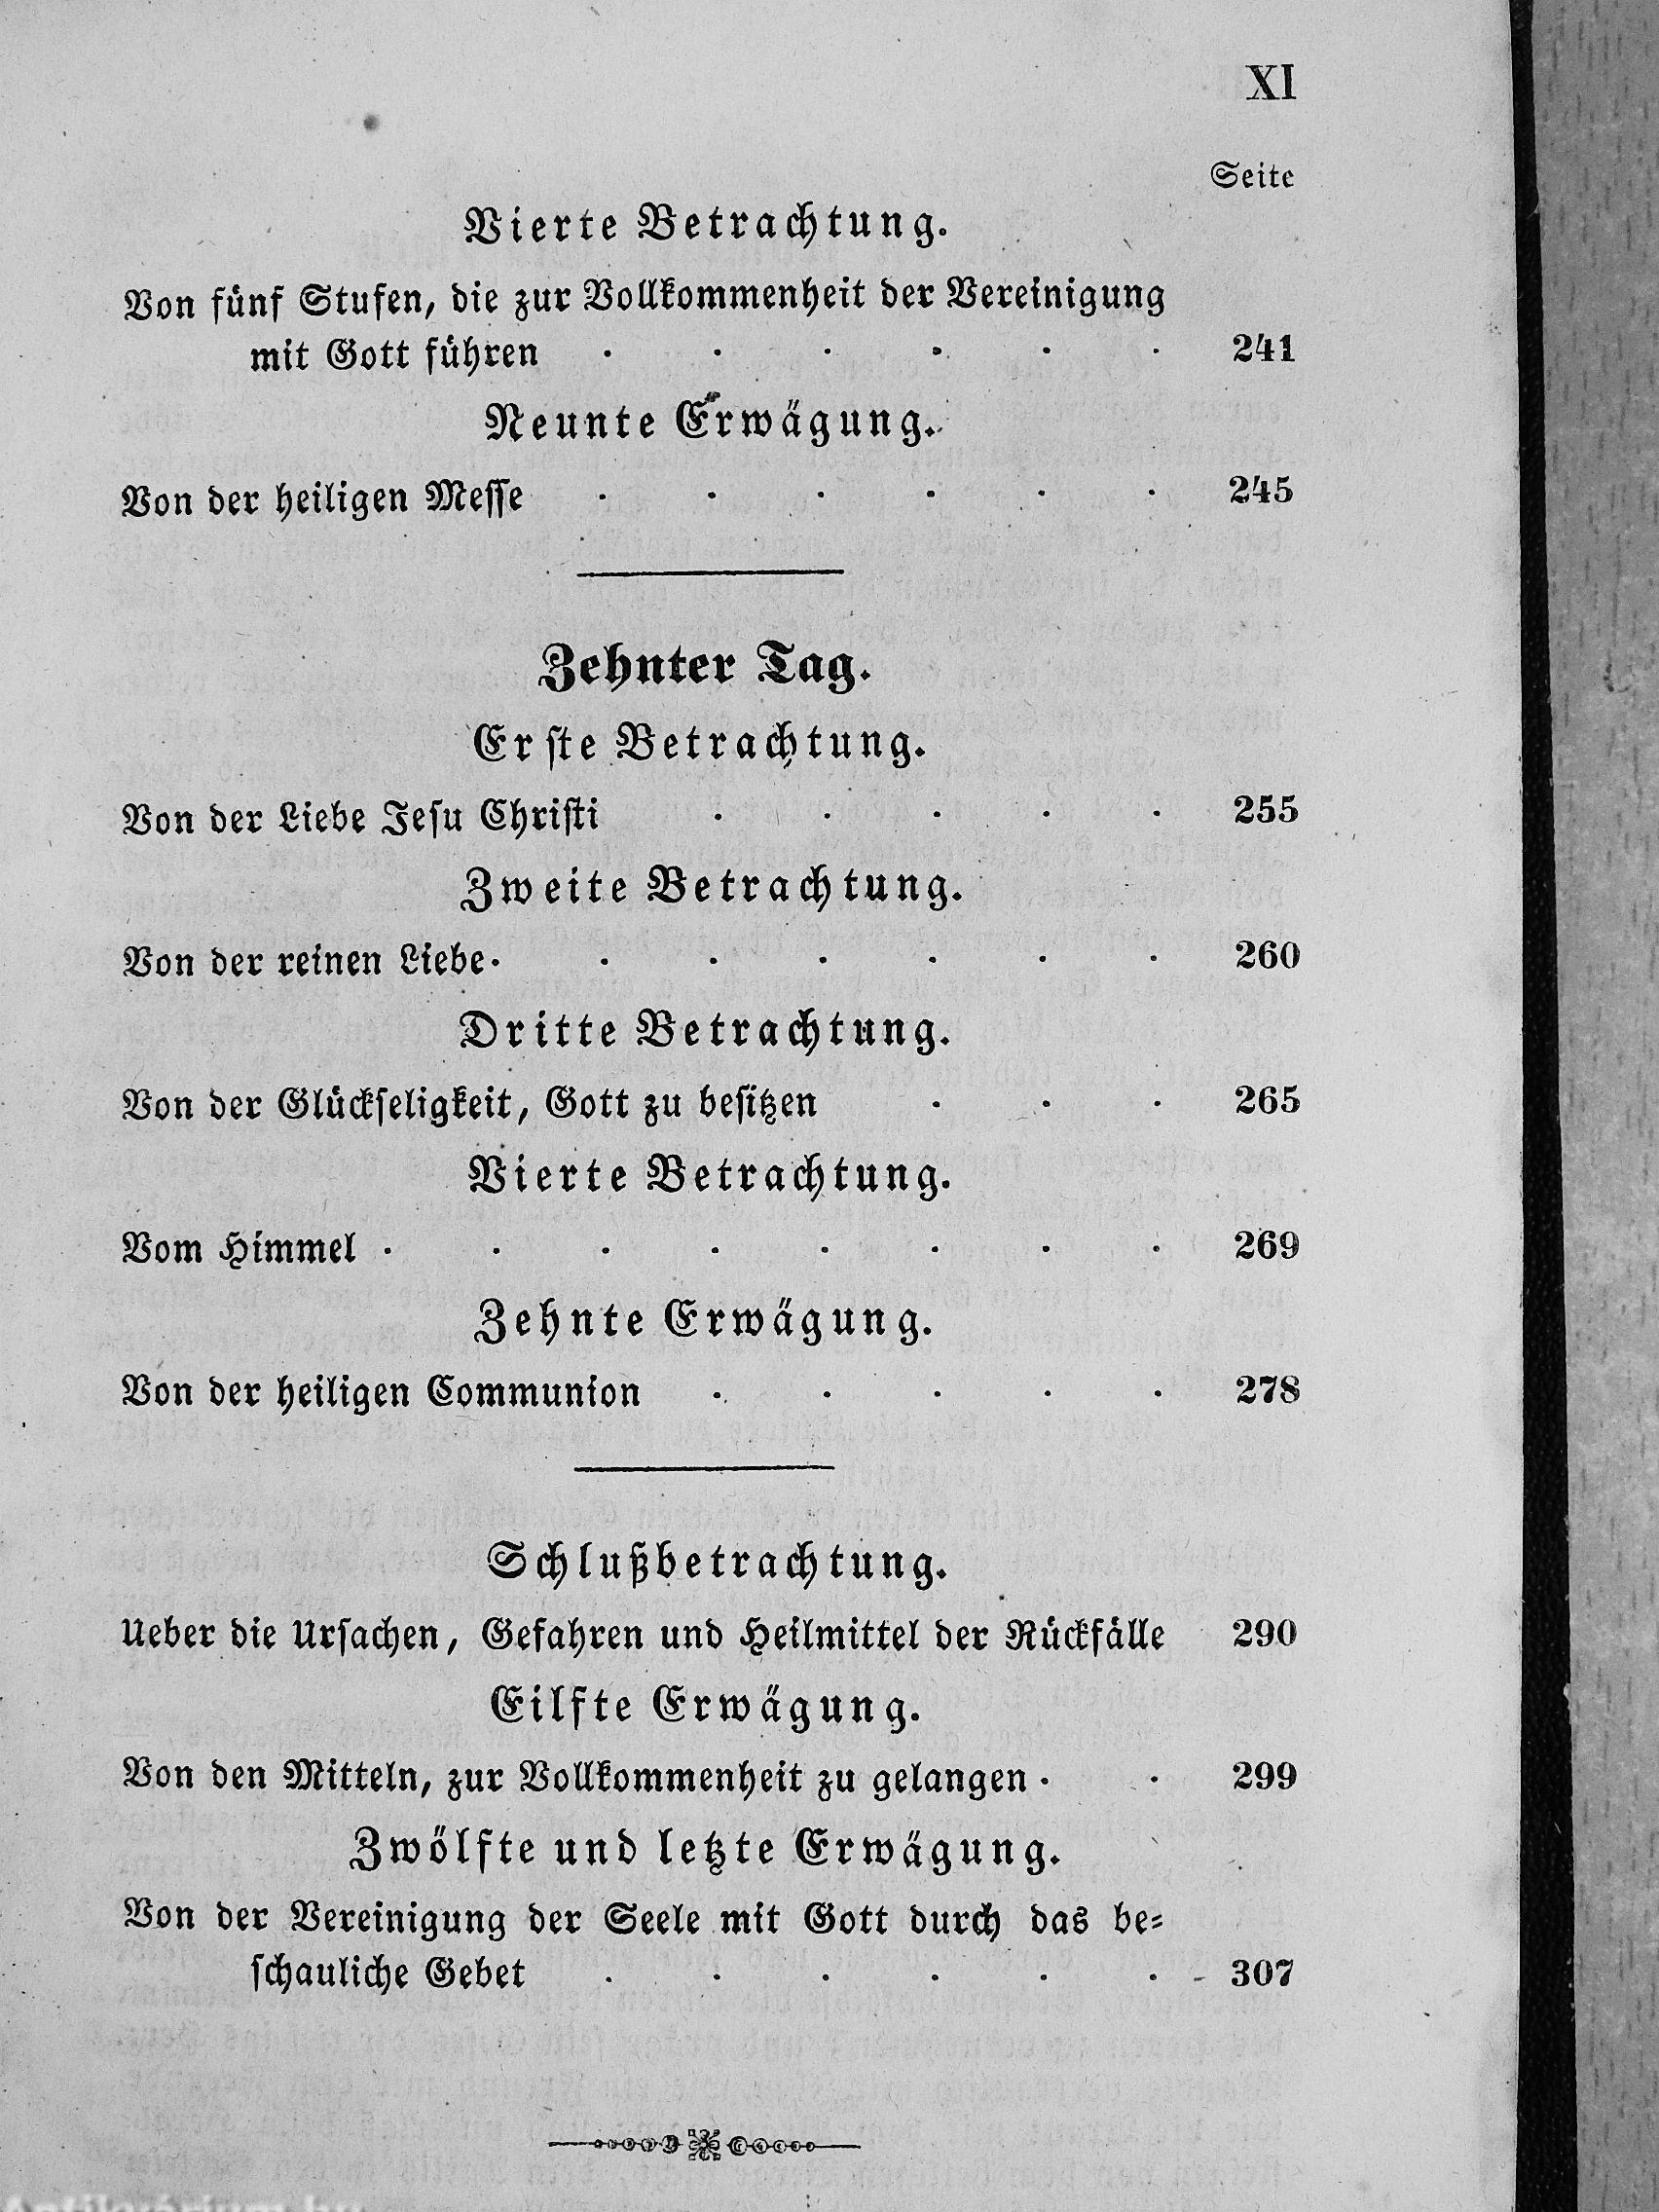 XI
Seite
Vierte Betrachtung.
Von fünf Stufen, die zur Vollkommenheit der Vereinigung
mit Gott führen . . . . . . 241
Neunte Erwägung.
Von der heiligen Messe . . . . . . 245
Zehnter Tag.
Erste Betrachtung.
Von der Liebe Jesu Christi . . . . . 255
Zweite Betrachtung.
Von der reinen Liebe . . . . . . . 260
Dritte Betrachtung.
Von der Glückseligkeit, Gott zu besitzen . . . 265
Vierte Betrachtung.
Vom Himmel . . . . . . . . 269
Zehnte Erwägung.
Von der heiligen Communion . . . . . 278
Schlußbetrachtung.
Ueber die Ursachen, Gefahren und Heilmittel der Rückfälle 290
Eilfte Erwägung.
Von den Mitteln, zur Vollkommenheit zu gelangen . . 299
Zwölfte und letzte Erwägung.
Von der Vereinigung der Seele mit Gott durch das be-
schauliche Gebet . . . . . . 307